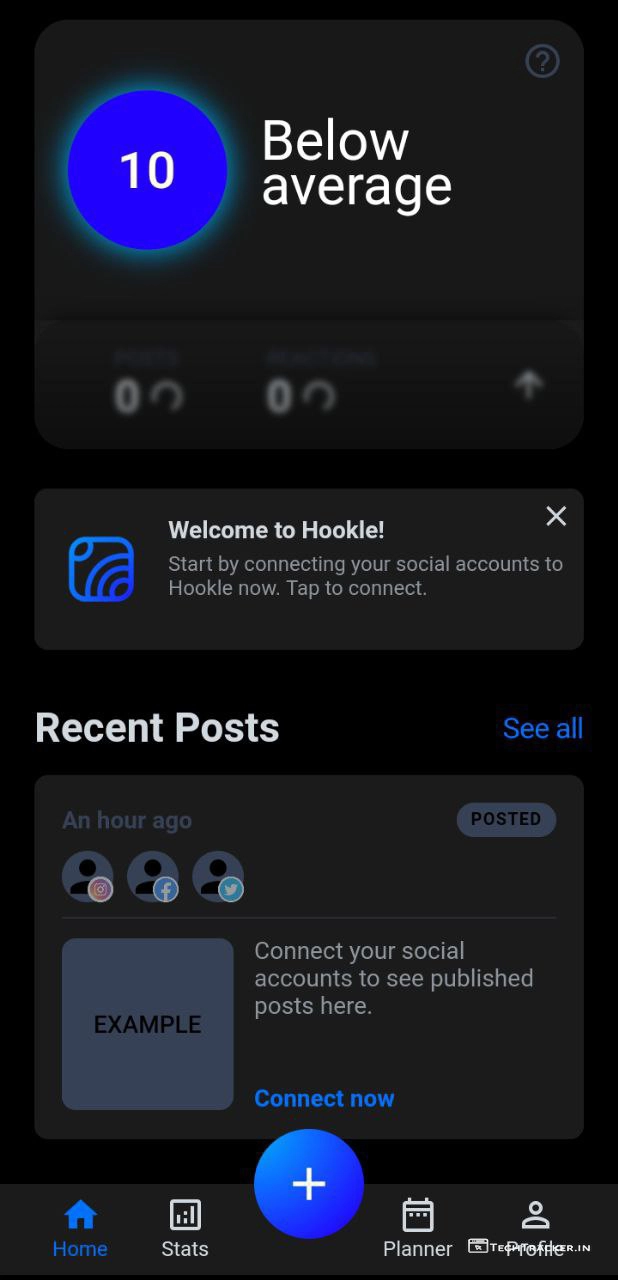 10
Below
average
POSTS
REACTIONS
0
0
Welcome to Hookle!
Start by connecting your social accounts to
Hookle now. Tap to connect.
Recent Posts
See all
An hour ago
POSTED
EXAMPLE
Connect your social
accounts to see published
posts here.
Connect now
Home
Stats
Planner
Profile
TechTracker.in